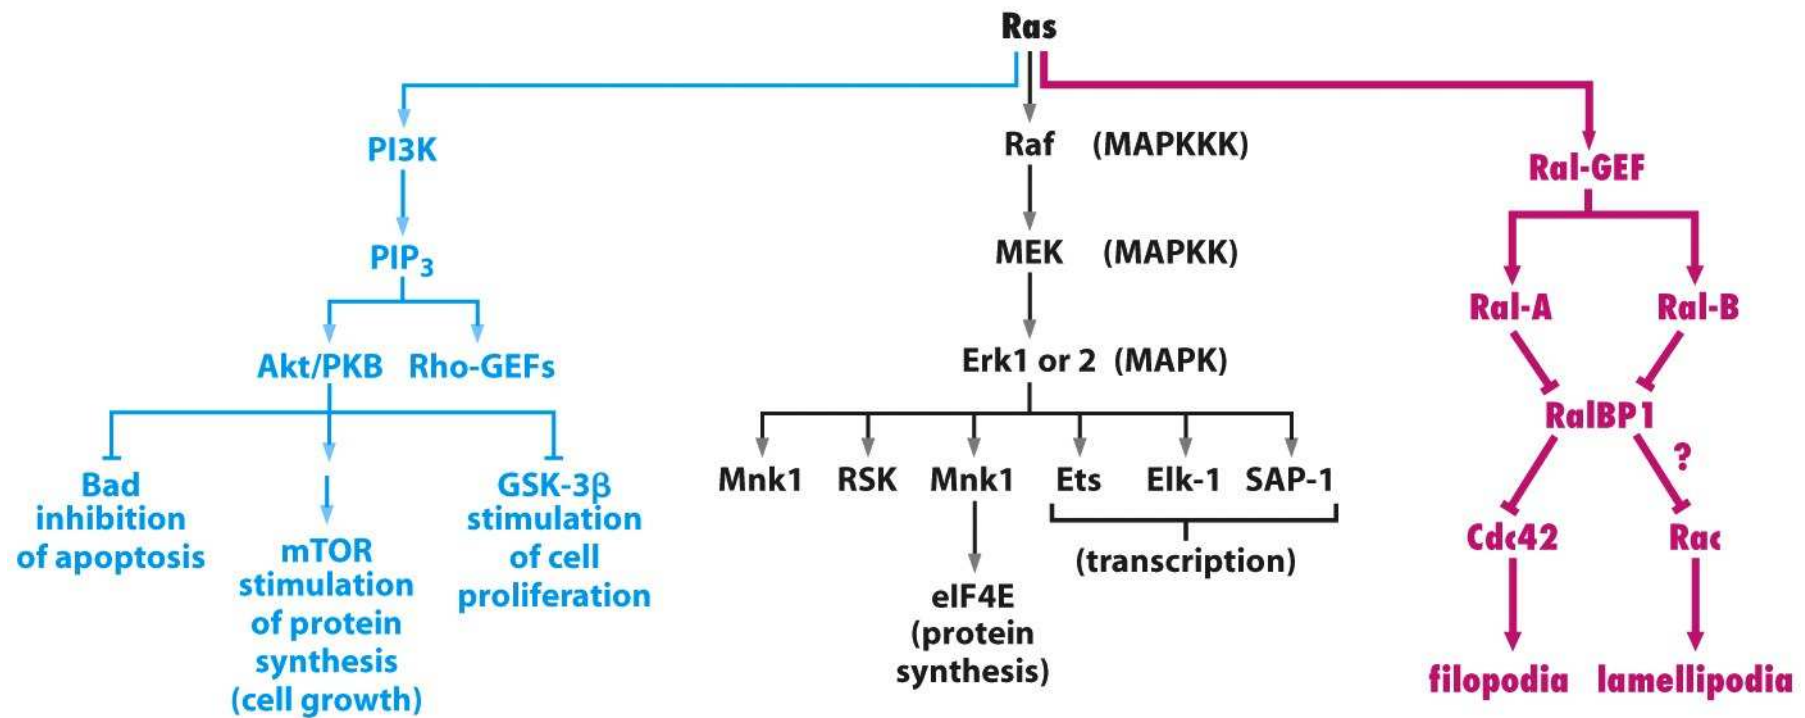 Ras
PI3K
PIP3
Akt/PKB
Rho-GEFs
Bad
inhibition
of apoptosis
mTOR
stimulation
of protein
synthesis
(cell growth)
GSK-3β
stimulation
of cell
proliferation
Raf (MAPKKK)
MEK (MAPKK)
Erk1 or 2 (MAPK)
Mnk1
RSK
Mnk1
Ets
Elk-1
SAP-1
eIF4E
(protein
synthesis)
(transcription)
Ral-GEF
Ral-A
Ral-B
RalBP1
?
Cdc42
Rac
filopodia
lamellipodia